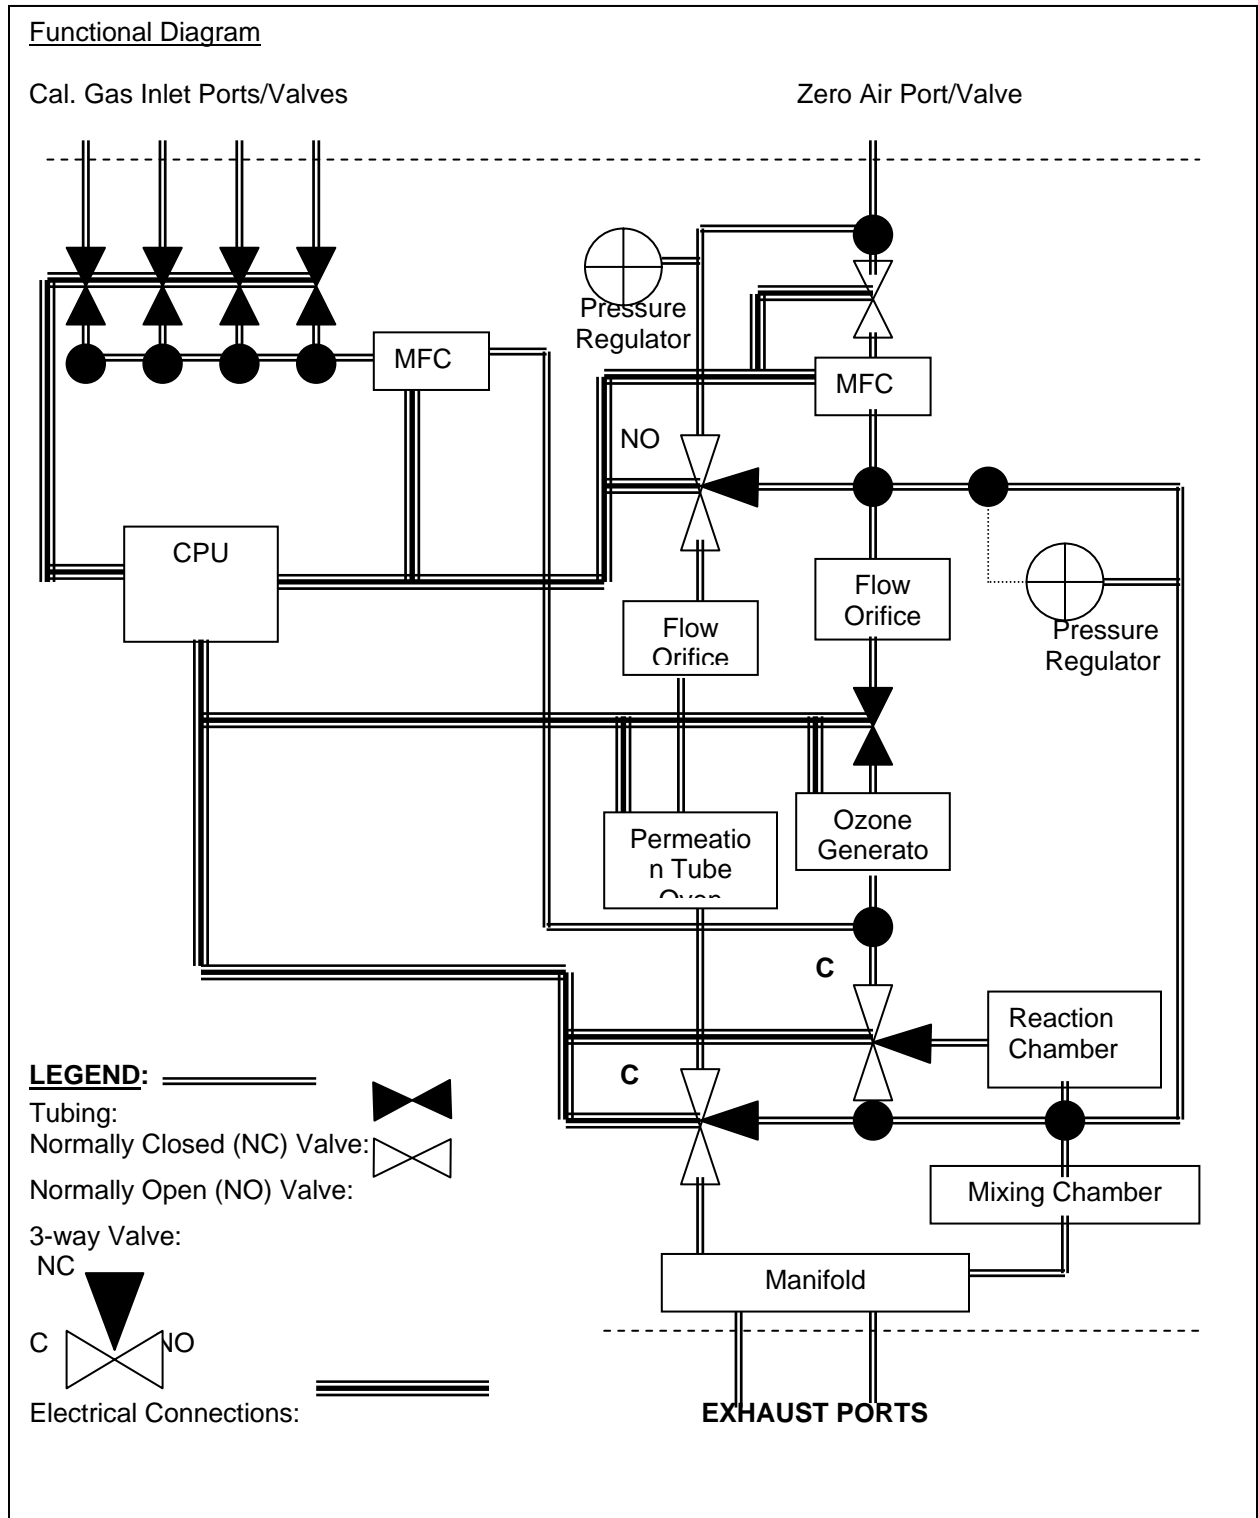 Functional Diagram
Cal. Gas Inlet Ports/Valves
Zero Air Port/Valve
Pressure
Regulator
MFC
MFC
NO
CPU
Flow
Orifice
Flow
Orifice
Pressure
Regulator
Permeatio
n Tube
Oven
Ozone
Generato
C
Reaction
Chamber
C
LEGEND:
Tubing:
Normally Closed (NC) Valve:
Normally Open (NO) Valve:
Mixing Chamber
3-way Valve:
NC
Manifold
C
NO
Electrical Connections:
EXHAUST PORTS